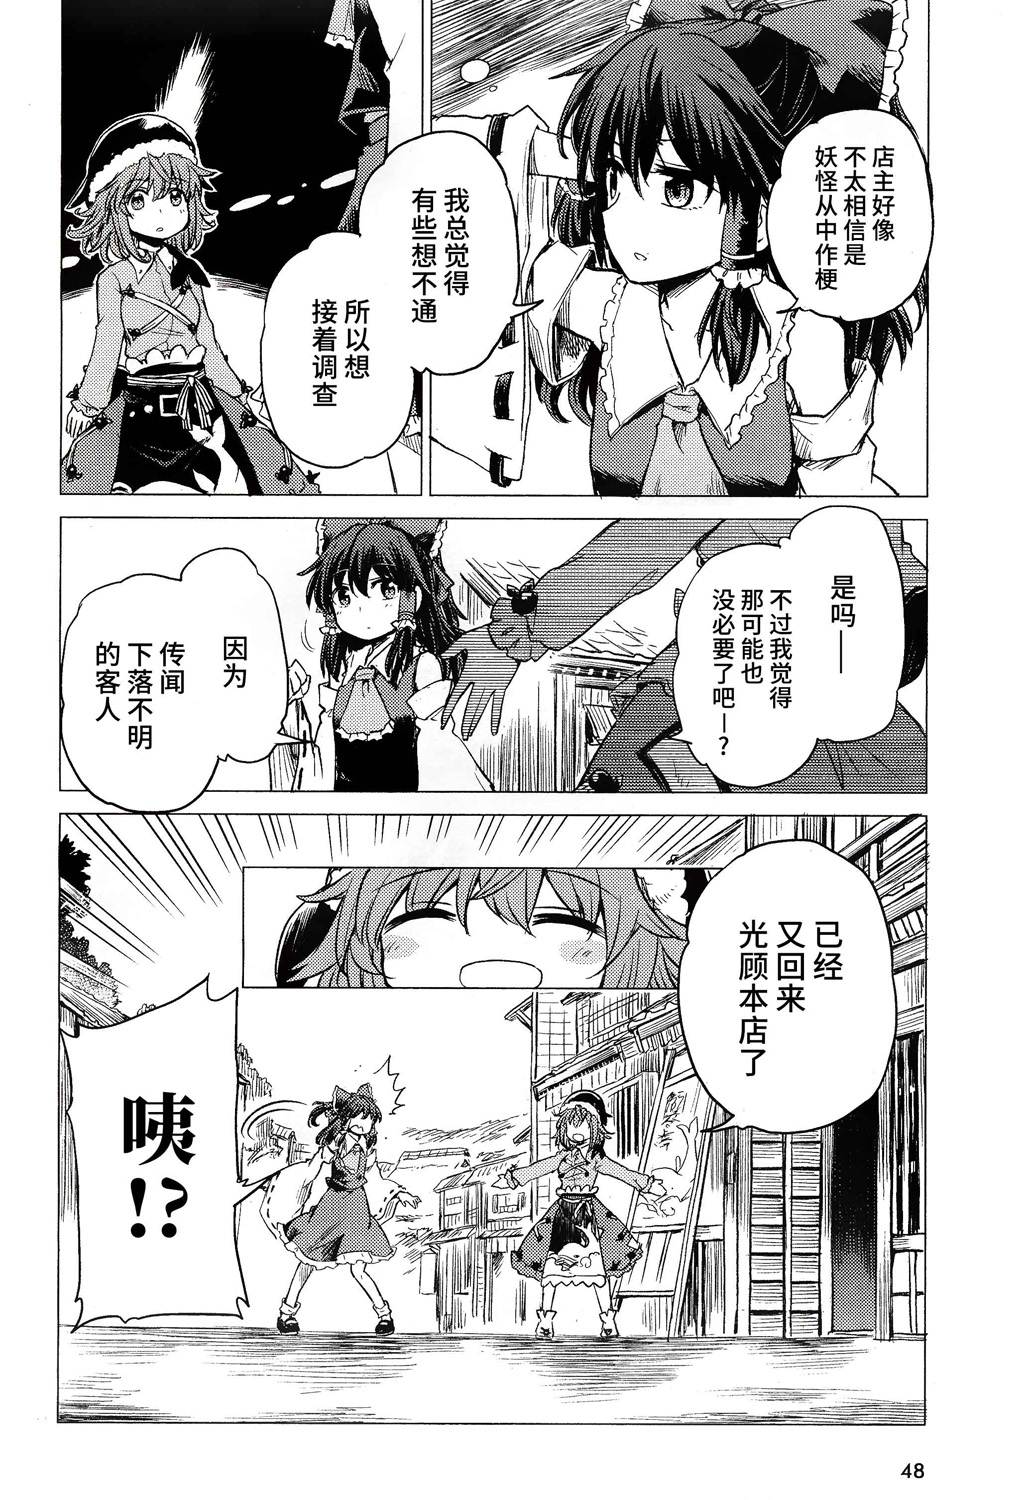 店主好像
不太相信是
妖怪从中作梗
我总觉得
有些想不通
所以想
接着调查
是吗—
不过我觉得
那可能也
没必要了吧—?
因为
传闻
下落不明
的客人
已经
又回来
光顾本店了
咦
!?
48